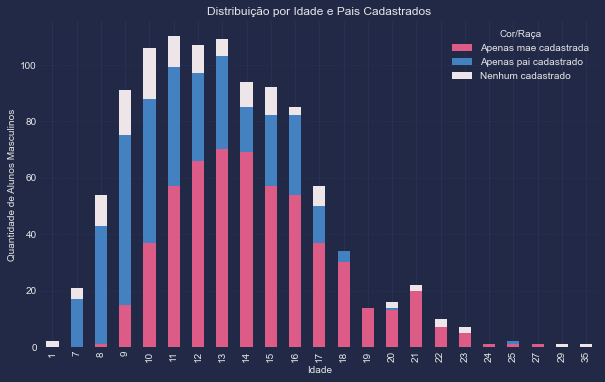 Distribuição por Idade e Pais Cadastrados
Cor/Raça
Apenas mae cadastrada
Apenas pai cadastrado
Nenhum cadastrado
Quantidade de Alunos Masculinos
100
80
60
40
20
0
1 7 8 9 10 11 12 13 14 15 16 17 18 19 20 21 22 23 24 25 27 29 35
Idade